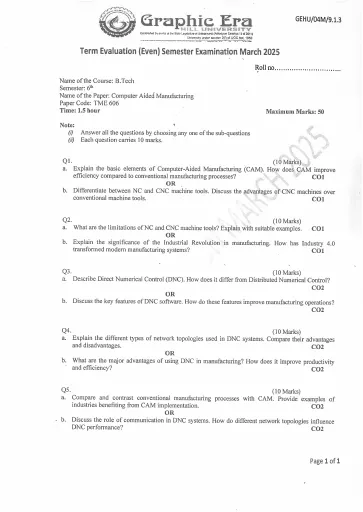 GEHU/04M/9.1.3
Graphic Era
HILL UNIVERSITY
Term Evaluation (Even) Semester Examination March 2025
Roll no..............................
Name of the Course: B.Tech
Semester: 6th
Name of the Paper: Computer Aided Manufacturing
Paper Code: TME 606
Time: 1.5 hour Maximum Marks: 50
Note:
(i) Answer all the questions by choosing any one of the sub-questions
(ii) Each question carries 10 marks.
Q1. (10 Marks)
a. Explain the basic elements of Computer-Aided Manufacturing (CAM). How does CAM improve
efficiency compared to conventional manufacturing processes? CO1
OR
b. Differentiate between NC and CNC machine tools. Discuss the advantages of CNC machines over
conventional machine tools. CO1
Q2. (10 Marks)
a. What are the limitations of NC and CNC machine tools? Explain with suitable examples. CO1
OR
b. Explain the significance of the Industrial Revolution in manufacturing. How has Industry 4.0
transformed modern manufacturing systems? CO1
Q3. (10 Marks)
a. Describe Direct Numerical Control (DNC). How does it differ from Distributed Numerical Control?
CO2
OR
b. Discuss the key features of DNC software. How do these features improve manufacturing operations?
CO2
Q4. (10 Marks)
a. Explain the different types of network topologies used in DNC systems. Compare their advantages
and disadvantages. CO2
OR
b. What are the major advantages of using DNC in manufacturing? How does it improve productivity
and efficiency? CO2
Q5. (10 Marks)
a. Compare and contrast conventional manufacturing processes with CAM. Provide examples of
industries benefiting from CAM implementation. CO2
OR
b. Discuss the role of communication in DNC systems. How do different network topologies influence
DNC performance? CO2
Page 1 of 1
MARCH 2025